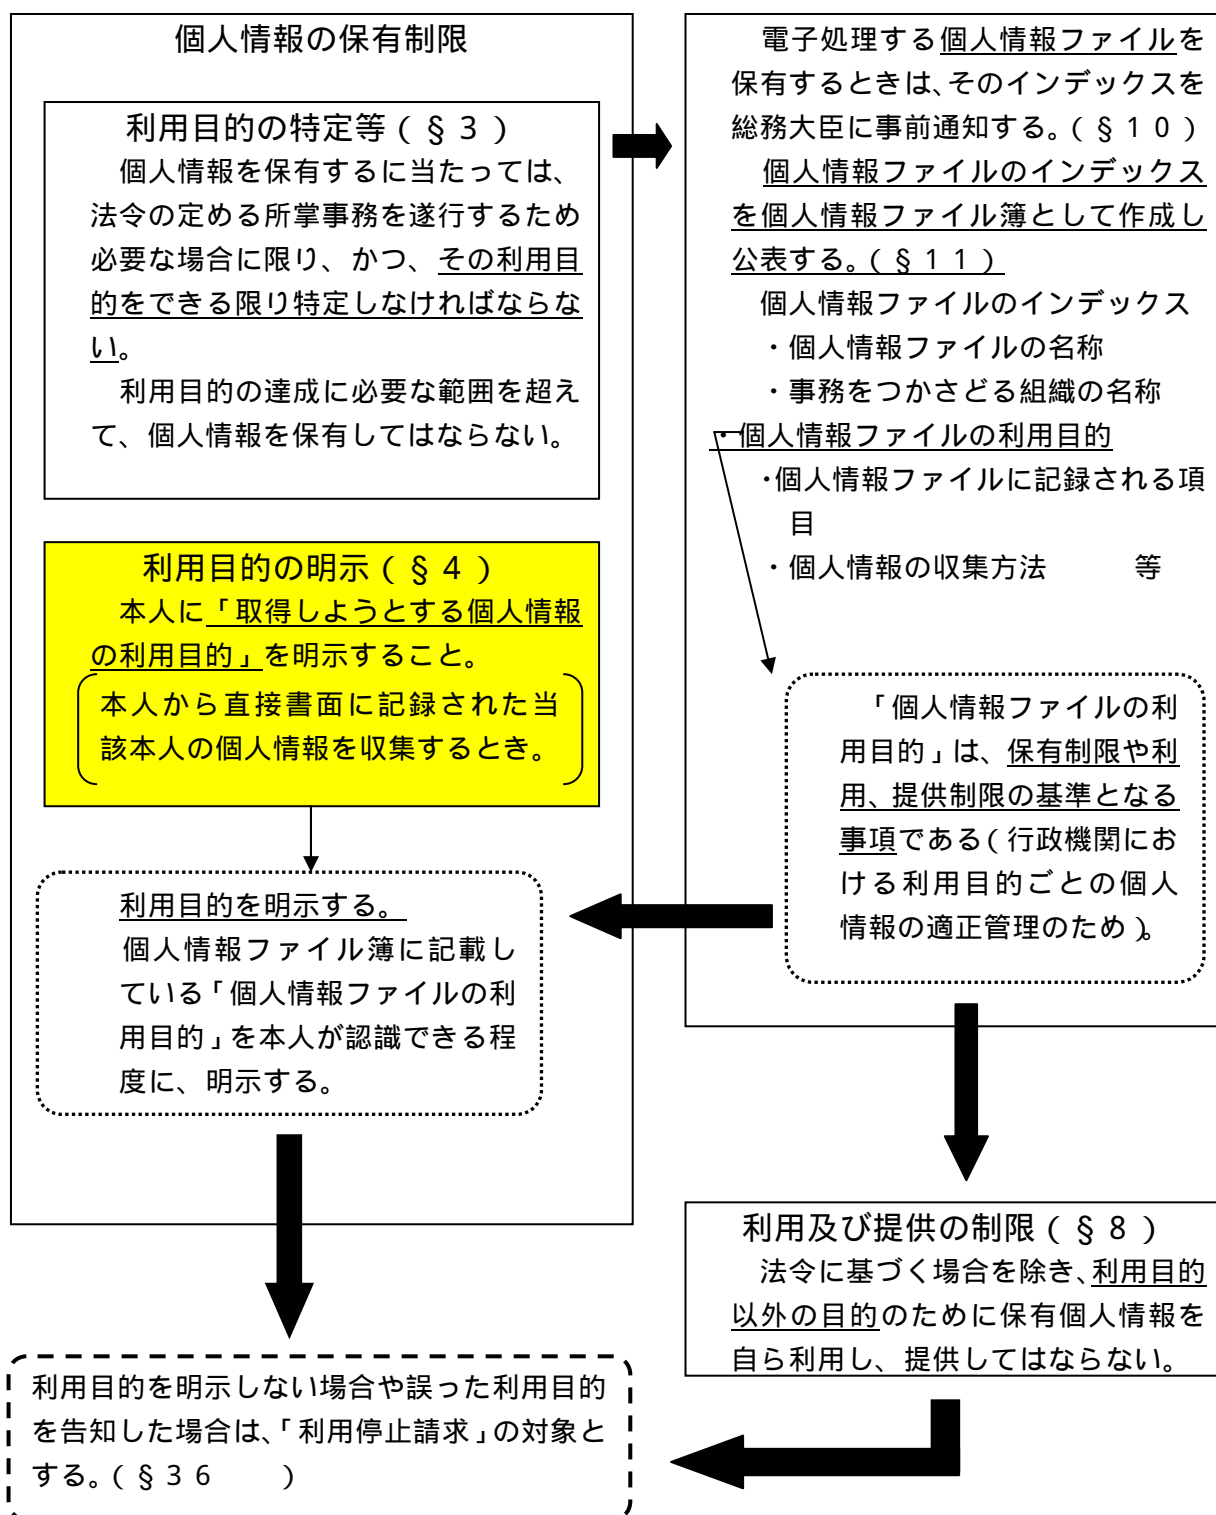 個人情報の保有制限
利用目的の特定等(§3)
個人情報を保有するに当たっては、
法令の定める所掌事務を遂行するため
必要な場合に限り、かつ、その利用目
的をできる限り特定しなければならな
い。
利用目的の達成に必要な範囲を超え
て、個人情報を保有してはならない。
利用目的の明示(§4)
本人に「取得しようとする個人情報
の利用目的」を明示すること。
本人から直接書面に記録された当
該本人の個人情報を収集するとき。
利用目的を明示する。
個人情報ファイル簿に記載し
ている「個人情報ファイルの利
用目的」を本人が認識できる程
度に、明示する。
利用目的を明示しない場合や誤った利用目的
を告知した場合は、「利用停止請求」の対象と
する。(§36 )
電子処理する個人情報ファイルを
保有するときは、そのインデックスを
総務大臣に事前通知する。(§10)
個人情報ファイルのインデックス
を個人情報ファイル簿として作成し
公表する。(§11)
個人情報ファイルのインデックス
・個人情報ファイルの名称
・事務をつかさどる組織の名称
・個人情報ファイルの利用目的
・個人情報ファイルに記録される項
目
・個人情報の収集方法 等
「個人情報ファイルの利
用目的」は、保有制限や利
用、提供制限の基準となる
事項である(行政機関にお
ける利用目的ごとの個人
情報の適正管理のため)。
利用及び提供の制限(§8)
法令に基づく場合を除き、利用目的
以外の目的のために保有個人情報を
自ら利用し、提供してはならない。